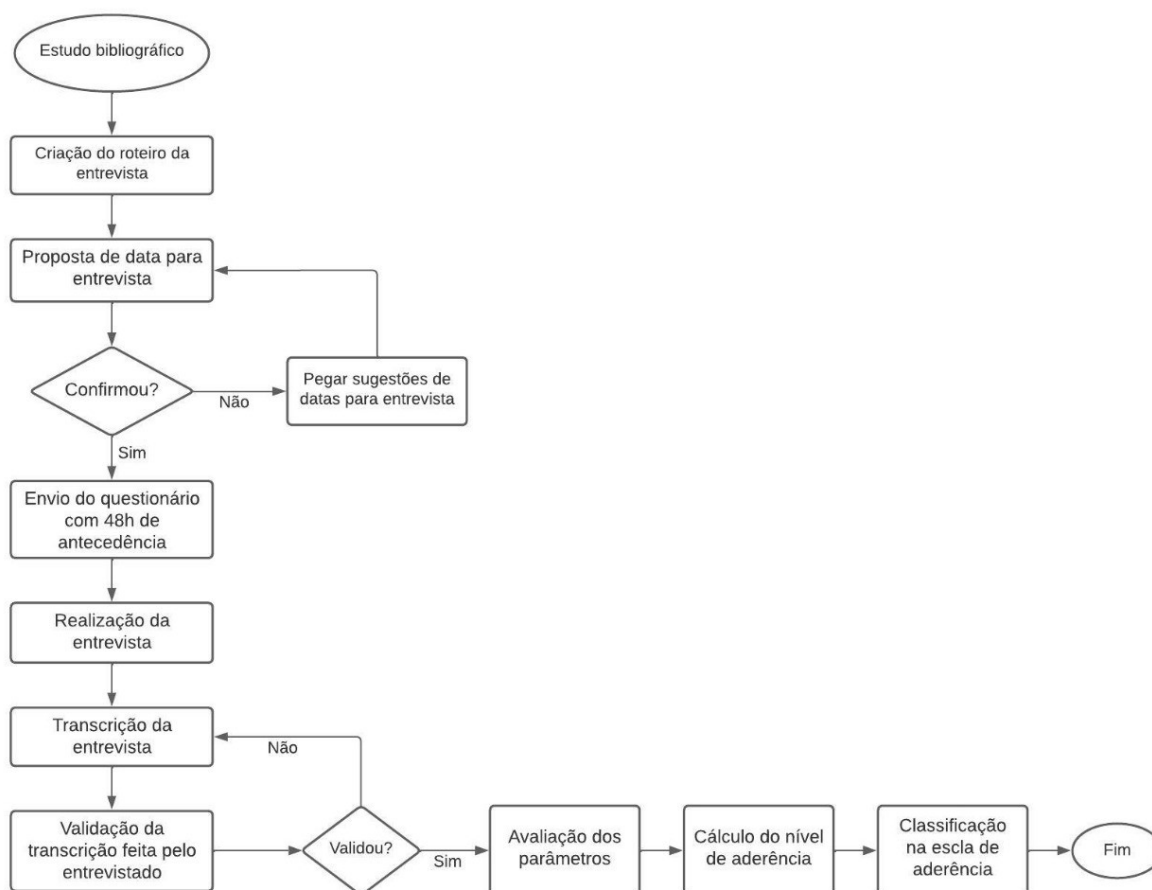 Estudo bibliográfico
Criação do roteiro da
entrevista
Proposta de data para
entrevista
Confirmou?
Não
Pegar sugestões de
datas para entrevista
Sim
Envio do questionário
com 48h de
antecedência
Realização da
entrevista
Transcrição da
entrevista
Não
Validação da
transcrição feita pelo
entrevistado
Validou?
Sim
Avaliação dos
parâmetros
Cálculo do nível
de aderência
Classificação
na escla de
aderência
Fim